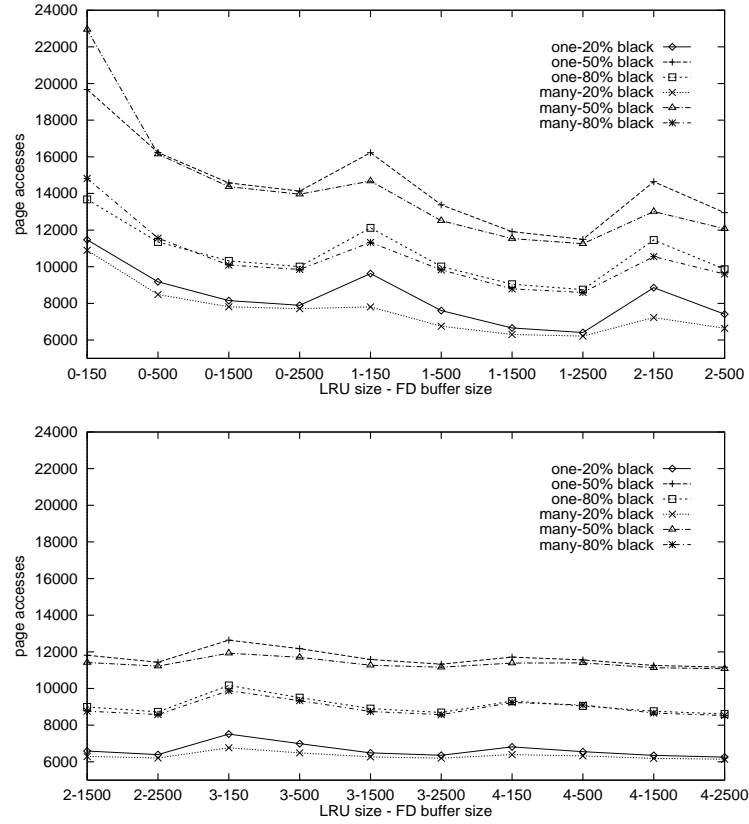 24000
22000
20000
18000
16000
14000
12000
10000
8000
6000
page accesses
one-20% black
one-50% black
one-80% black
many-20% black
many-50% black
many-80% black
0-150 0-500 0-1500 0-2500 1-150 1-500 1-1500 1-2500 2-150 2-500
LRU size - FD buffer size
24000
22000
20000
18000
16000
14000
12000
10000
8000
6000
page accesses
one-20% black
one-50% black
one-80% black
many-20% black
many-50% black
many-80% black
2-1500 2-2500 3-150 3-500 3-1500 3-2500 4-150 4-500 4-1500 4-2500
LRU size - FD buffer size